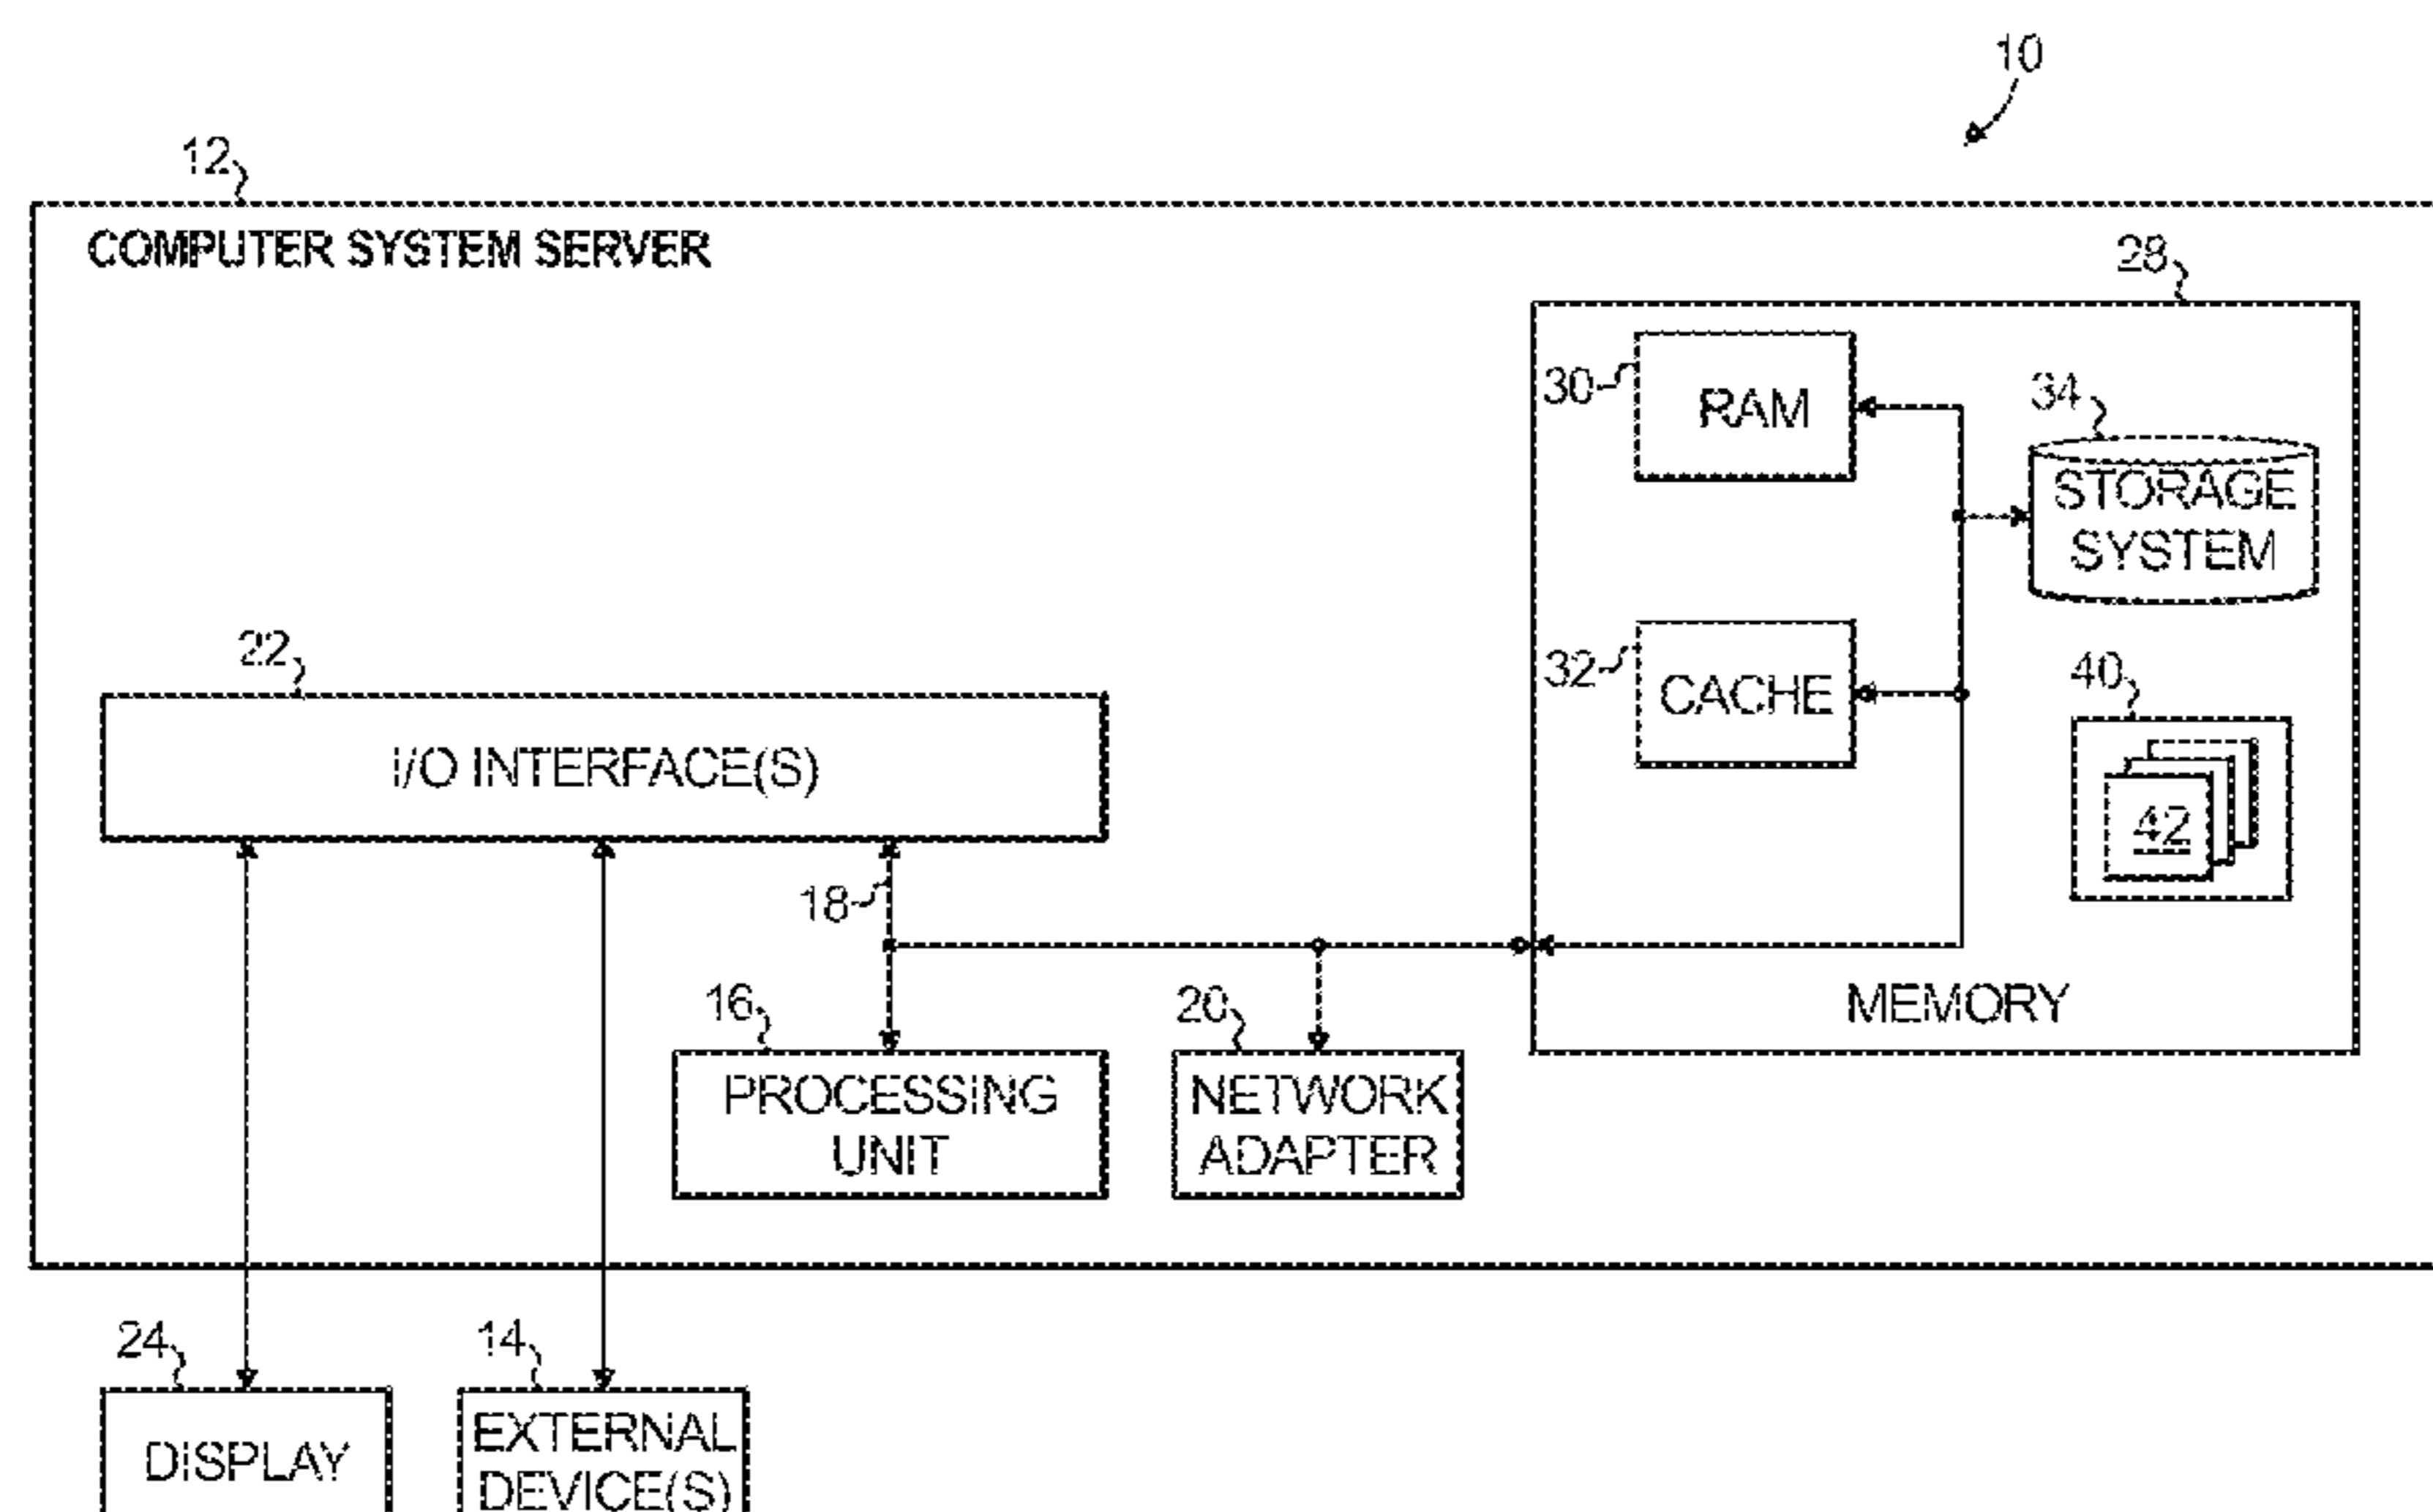 10
12
COMPUTER SYSTEM SERVER
28
30
RAM
34
STORAGE
SYSTEM
22
32
CACHE
40
I/O INTERFACE(S)
42
18
16
20
MEMORY
PROCESSING
UNIT
NETWORK
ADAPTER
24
14
DISPLAY
EXTERNAL
DEVICE(S)